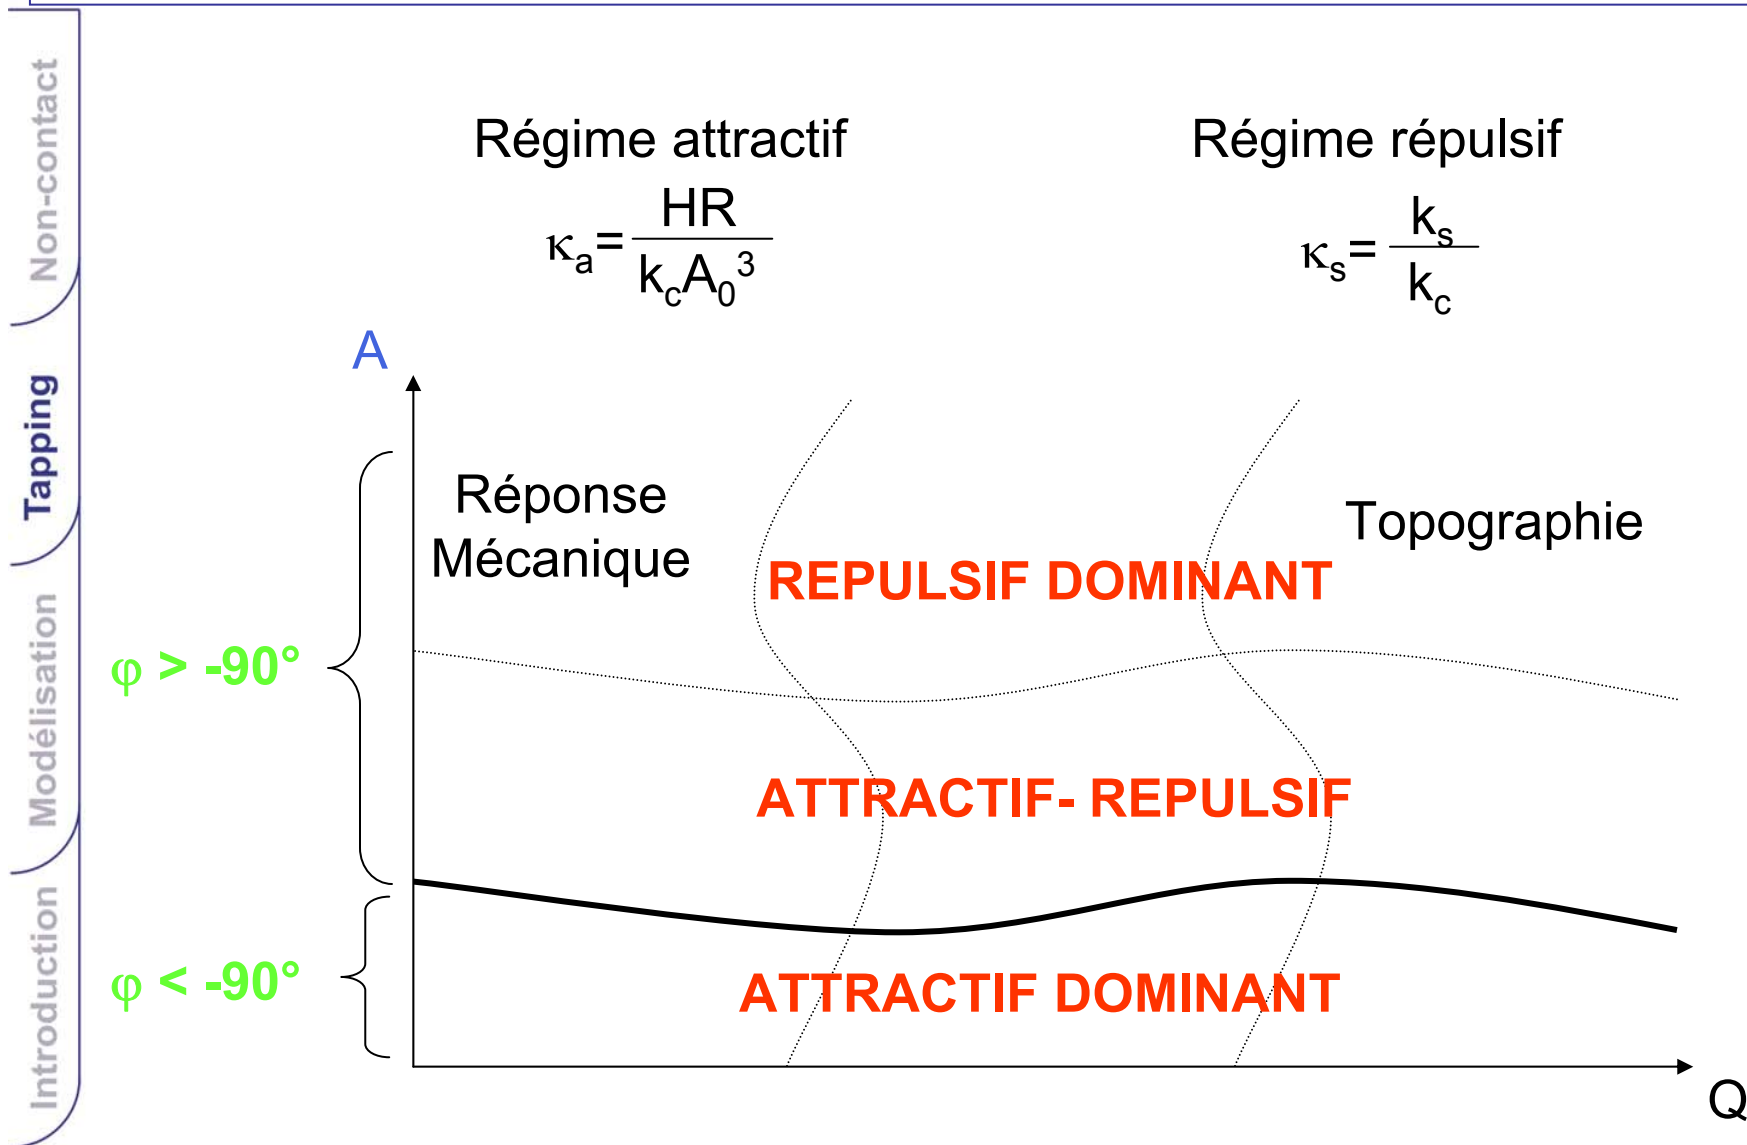 Non-contact
Tapping
Modélisation
Introduction
Régime attractif
κa= HR
kcA0³
Régime répulsif
κs= ks
kc
A
Réponse
Mécanique
Topographie
REPULSIF DOMINANT
φ > -90°
ATTRACTIF- REPULSIF
φ < -90°
ATTRACTIF DOMINANT
Q